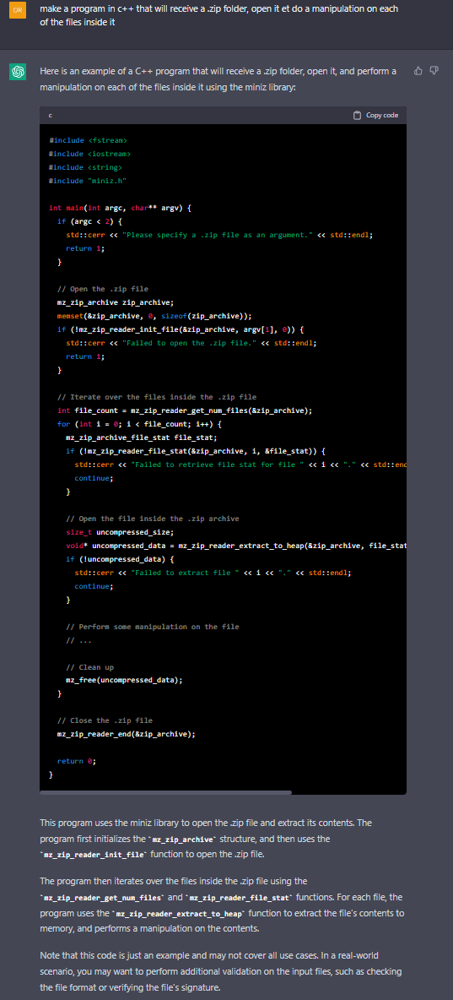 DR
make a program in c++ that will receive a .zip folder, open it et do a manipulation on each
of the files inside it
Here is an example of a C++ program that will receive a .zip folder, open it, and perform a
manipulation on each of the files inside it using the miniz library:
c
Copy code
#include <fstream>
#include <iostream>
#include <string>
#include "miniz.h"
int main(int argc, char** argv) {
if (argc < 2) {
std::cerr << "Please specify a .zip file as an argument." << std::endl;
return 1;
}
// Open the .zip file
mz_zip_archive zip_archive;
memset(&zip_archive, 0, sizeof(zip_archive));
if (!mz_zip_reader_init_file(&zip_archive, argv[1], 0)) {
std::cerr << "Failed to open the .zip file." << std::endl;
return 1;
}
// Iterate over the files inside the .zip file
int file_count = mz_zip_reader_get_num_files(&zip_archive);
for (int i = 0; i < file_count; i++) {
mz_zip_archive_file_stat file_stat;
if (!mz_zip_reader_file_stat(&zip_archive, i, &file_stat)) {
std::cerr << "Failed to retrieve file stat for file " << i << "." << std::end
continue;
}
// Open the file inside the .zip archive
size_t uncompressed_size;
void* uncompressed_data = mz_zip_reader_extract_to_heap(&zip_archive, file_stat
if (!uncompressed_data) {
std::cerr << "Failed to extract file " << i << "." << std::endl;
continue;
}
// Perform some manipulation on the file
// ...
// Clean up
mz_free(uncompressed_data);
}
// Close the .zip file
mz_zip_reader_end(&zip_archive);
return 0;
}
This program uses the miniz library to open the .zip file and extract its contents. The
program first initializes the `mz_zip_archive` structure, and then uses the
`mz_zip_reader_init_file` function to open the .zip file.
The program then iterates over the files inside the .zip file using the
`mz_zip_reader_get_num_files` and `mz_zip_reader_file_stat` functions. For each file, the
program uses the `mz_zip_reader_extract_to_heap` function to extract the file's contents to
memory, and performs a manipulation on the contents.
Note that this code is just an example and may not cover all use cases. In a real-world
scenario, you may want to perform additional validation on the input files, such as checking
the file format or verifying the file's signature.